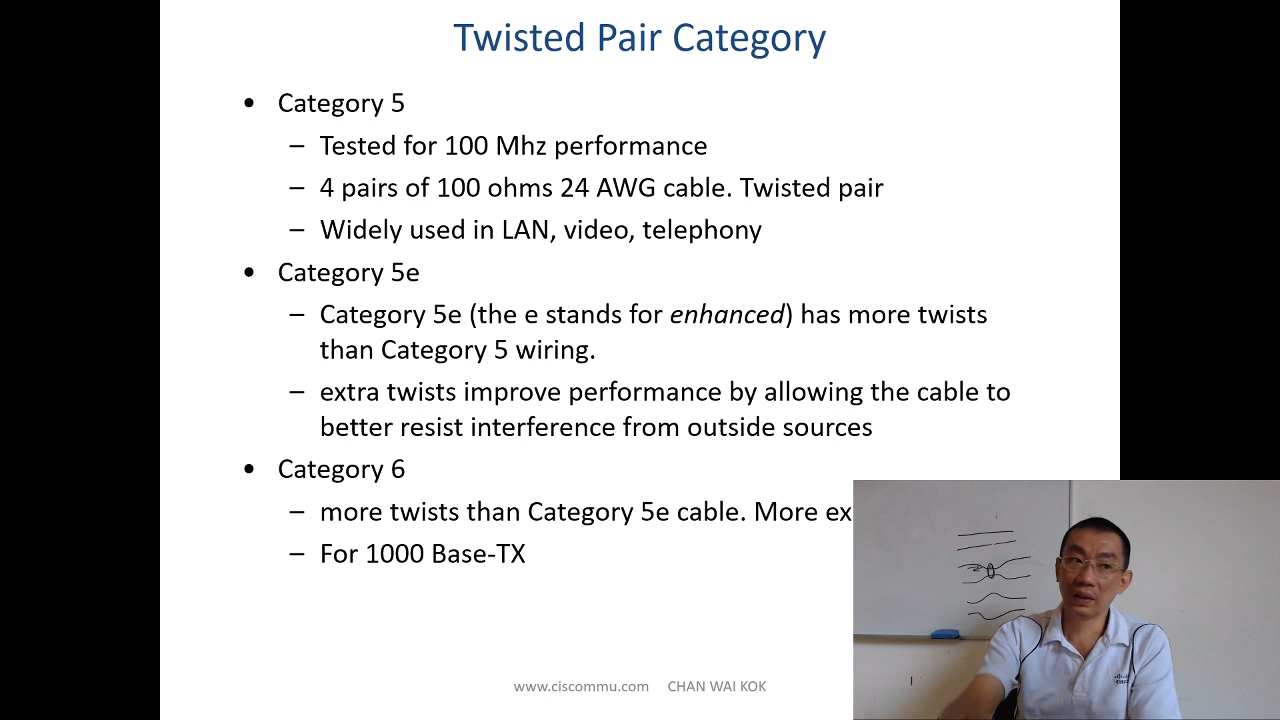 Twisted Pair Category
• Category 5
– Tested for 100 Mhz performance
– 4 pairs of 100 ohms 24 AWG cable. Twisted pair
– Widely used in LAN, video, telephony
• Category 5e
– Category 5e (the e stands for enhanced) has more twists
than Category 5 wiring.
– extra twists improve performance by allowing the cable to
better resist interference from outside sources
• Category 6
– more twists than Category 5e cable. More ex
– For 1000 Base-TX
www.ciscommu.com CHAN WAI KOK